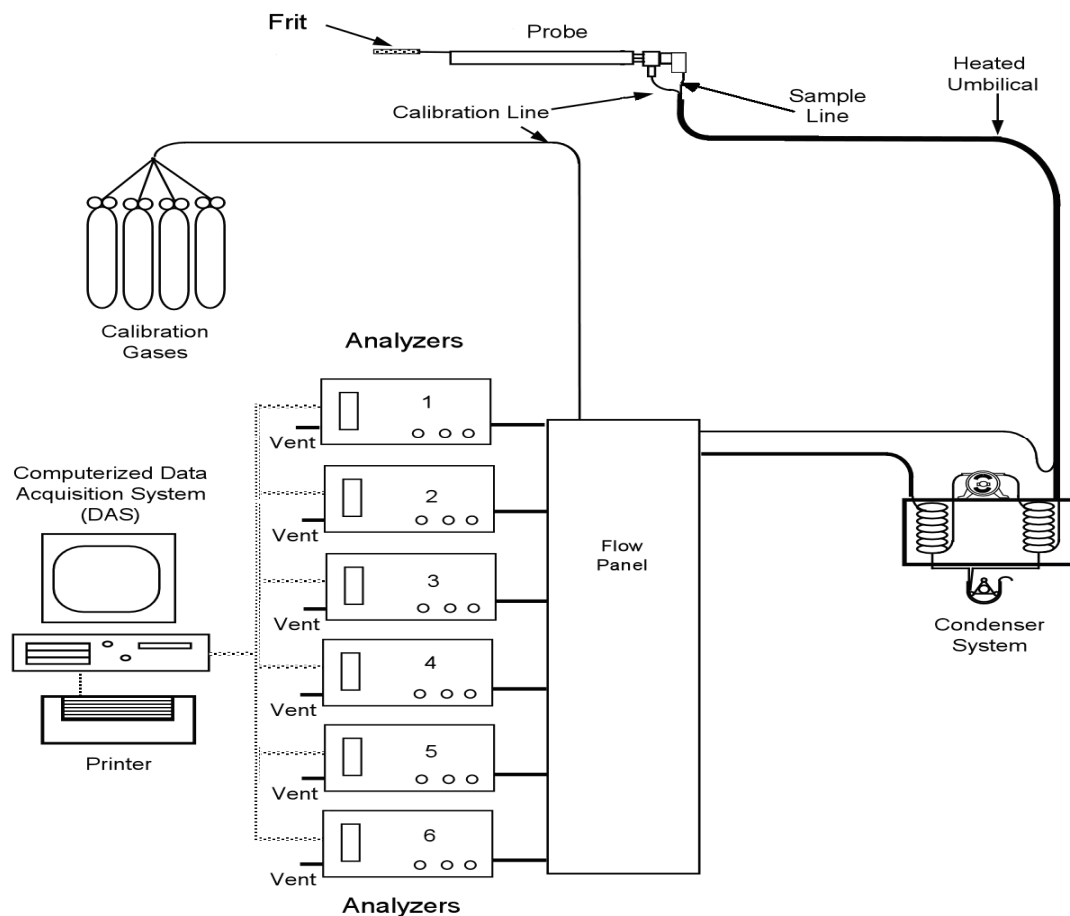 Frit
Probe
Heated
Umbilical
Sample
Line
Calibration Line
Calibration
Gases
Analyzers
1
Vent
Computerized Data
Acquisition System
(DAS)
2
Vent
Flow
Panel
3
Vent
Condenser
System
4
Vent
Printer
5
Vent
6
Vent
Analyzers